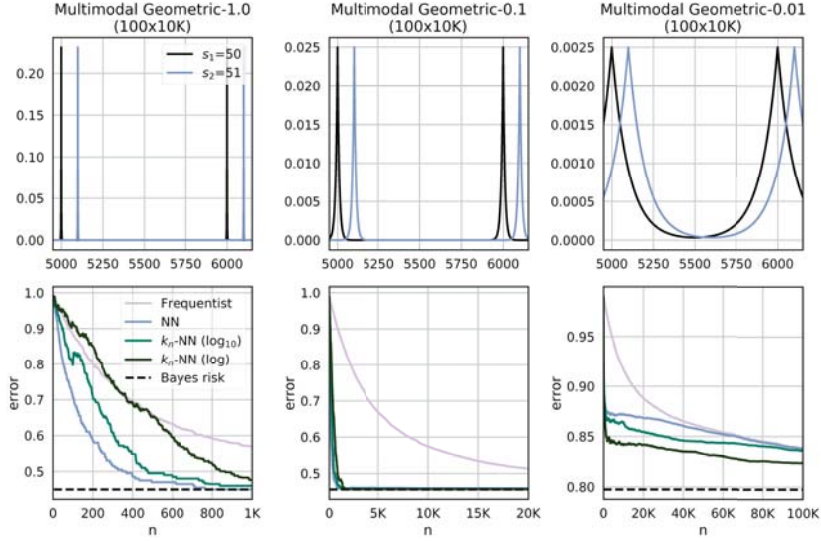 Multimodal Geometric-1.0
(100x10K)
Multimodal Geometric-0.1
(100x10K)
Multimodal Geometric-0.01
(100x10K)
s₁=50
s₂=51
0.20
0.15
0.10
0.05
0.00
5000 5250 5500 5750 6000
0.025
0.020
0.015
0.010
0.005
0.000
5000 5250 5500 5750 6000
0.0025
0.0020
0.0015
0.0010
0.0005
0.0000
5000 5250 5500 5750 6000
error
1.0
0.9
0.8
0.7
0.6
0.5
Frequentist
NN
kₙ-NN (log₁₀)
kₙ-NN (log)
Bayes risk
0 200 400 600 800 1K
n
error
1.0
0.9
0.8
0.7
0.6
0.5
0 5K 10K 15K 20K
n
error
0.95
0.90
0.85
0.80
0 20K 40K 60K 80K 100K
n